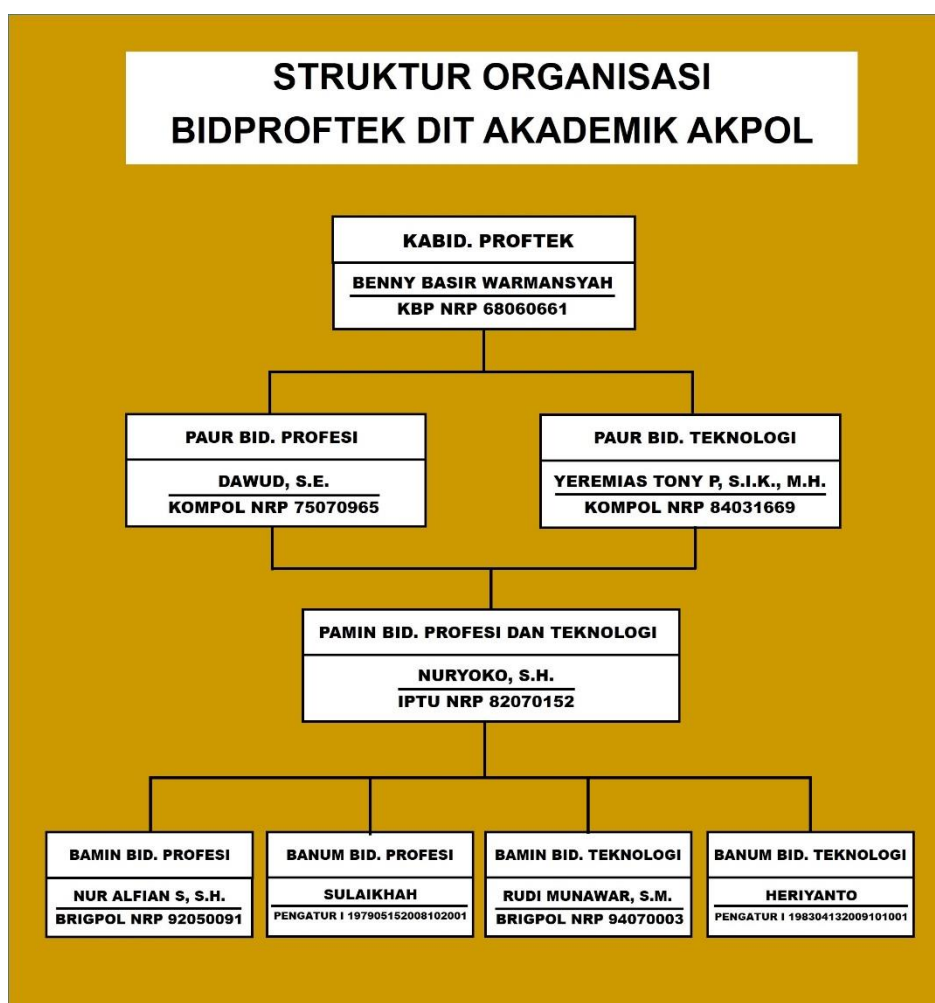 STRUKTUR ORGANISASI
BIDPROFTEK DIT AKADEMIK AKPOL
KABID. PROFTEK
BENNY BASIR WARMANSYAH
KBP NRP 68060661
PAUR BID. PROFESI
DAWUD, S.E.
KOMPOL NRP 75070965
PAUR BID. TEKNOLOGI
YEREMIAS TONY P, S.I.K., M.H.
KOMPOL NRP 84031669
PAMIN BID. PROFESI DAN TEKNOLOGI
NURYOKO, S.H.
IPTU NRP 82070152
BAMIN BID. PROFESI
NUR ALFIAN S, S.H.
BRIGPOL NRP 92050091
BANUM BID. PROFESI
SULAIKHAH
PENGATUR I 197905152008102001
BAMIN BID. TEKNOLOGI
RUDI MUNAWAR, S.M.
BRIGPOL NRP 94070003
BANUM BID. TEKNOLOGI
HERIYANTO
PENGATUR I 198304132009101001